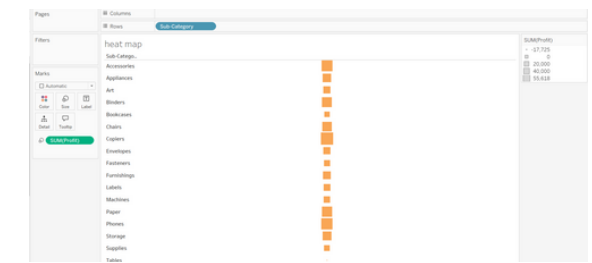 Pages
Columns
Rows
Sub-Category
Filters
heat map
Sub-Catego..
Accessories
Appliances
Art
Binders
Bookcases
Chairs
Copiers
Envelopes
Fasteners
Furnishings
Labels
Machines
Paper
Phones
Storage
Supplies
Tables
Marks
Automatic
Color Size Label
Detail Tooltip
SUM(Profit)
SUM(Profit)
-17,725
0
20,000
40,000
55,618